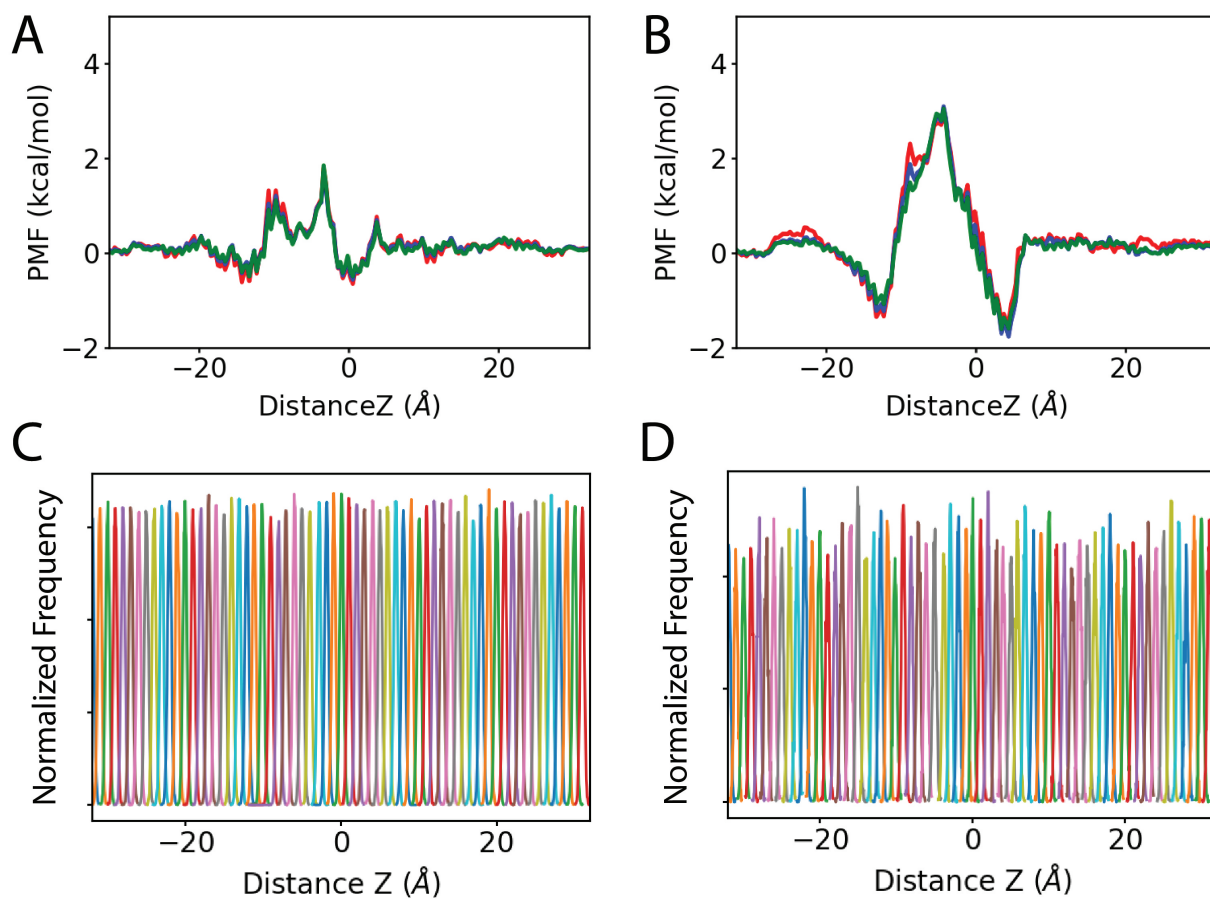 A
PMF (kcal/mol)
4
2
0
−2
−20
0
20
DistanceZ (Å)
B
PMF (kcal/mol)
4
2
0
−2
−20
0
20
DistanceZ (Å)
C
Normalized Frequency
−20
0
20
Distance Z (Å)
D
Normalized Frequency
−20
0
20
Distance Z (Å)